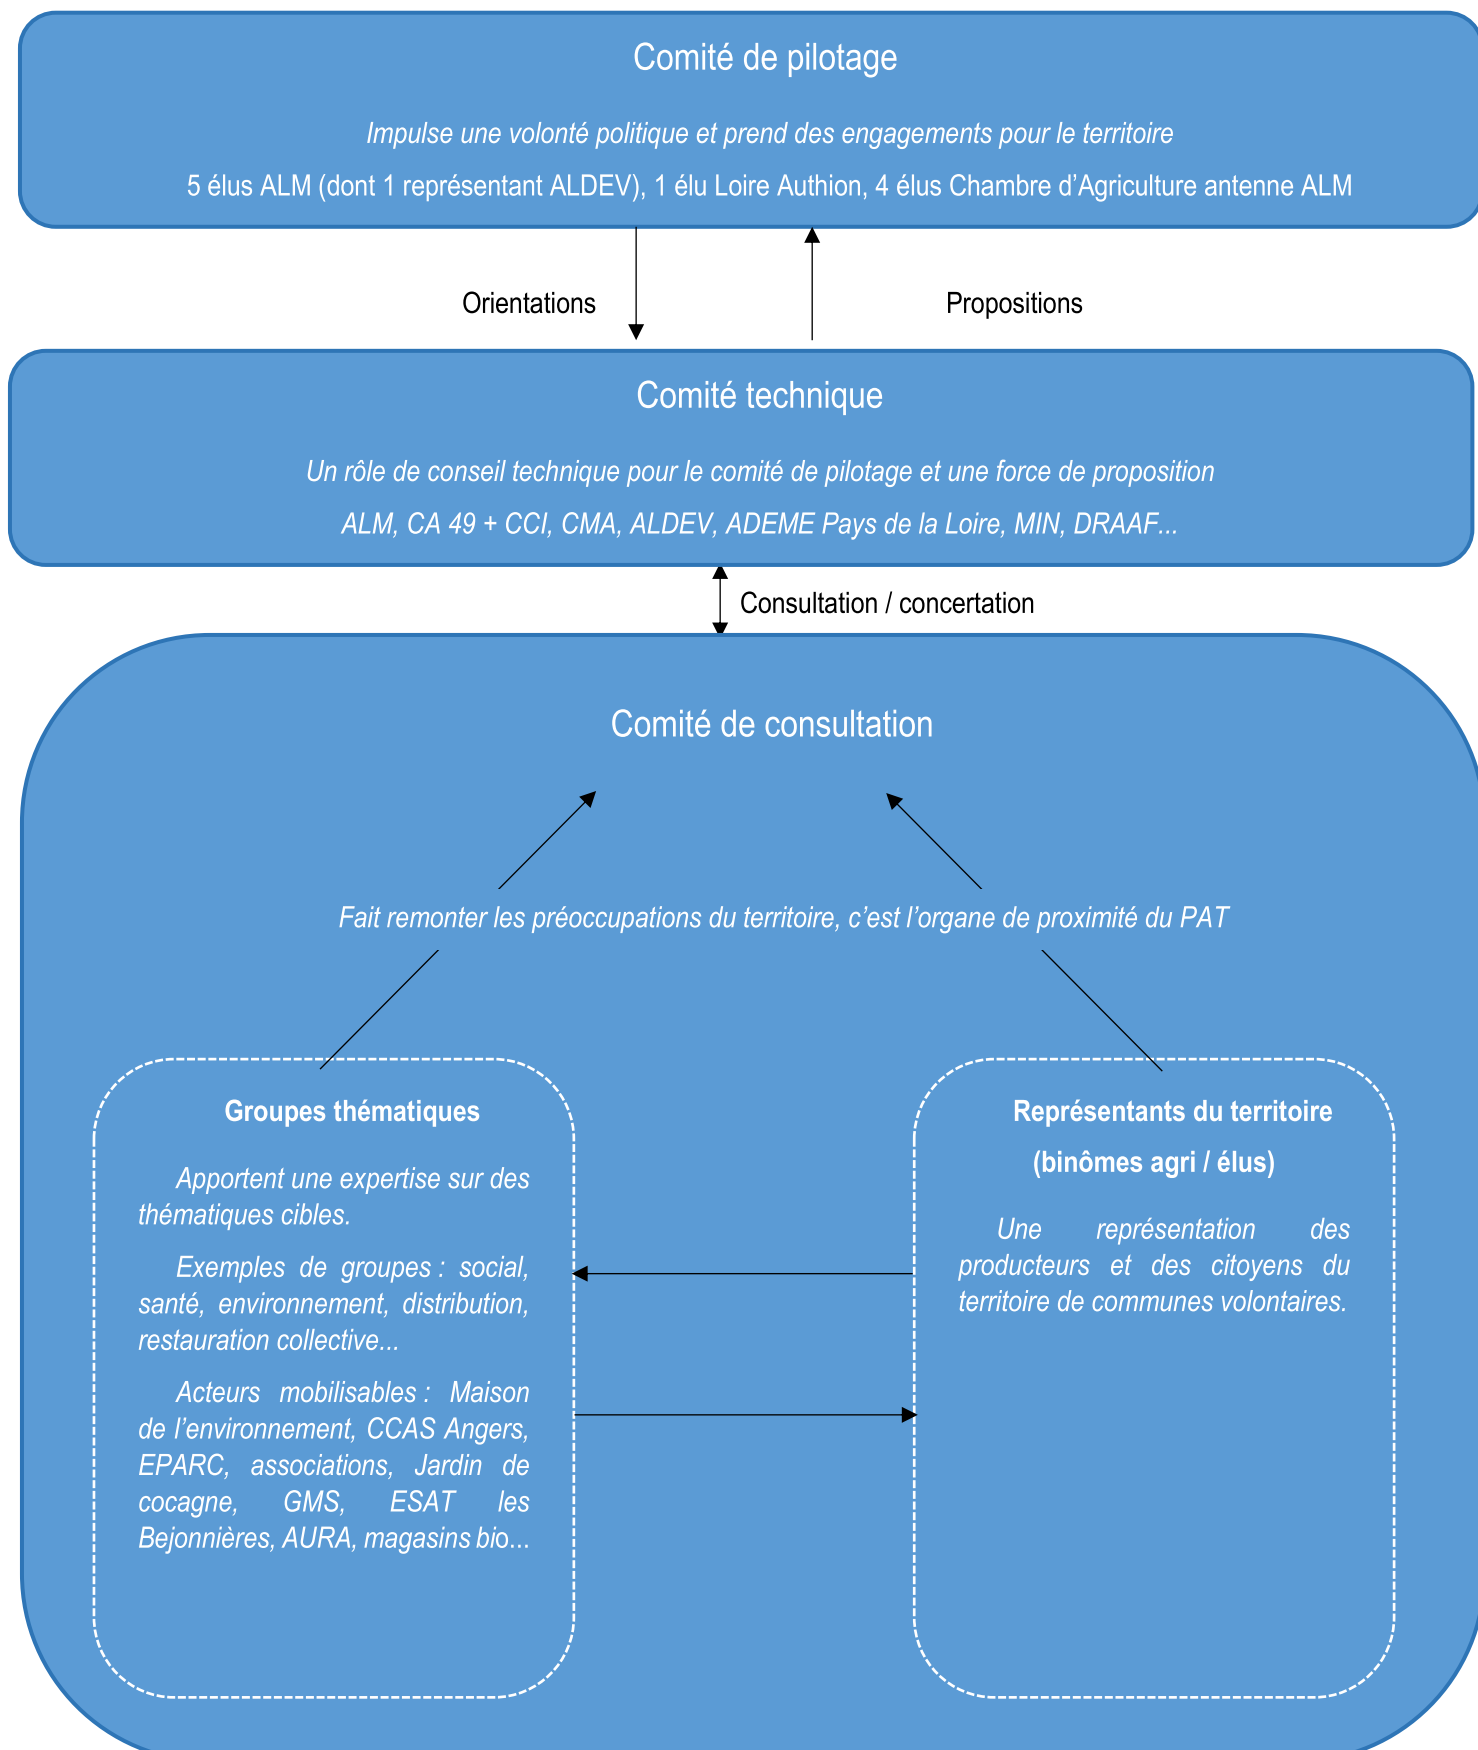 Comité de pilotage
Impulse une volonté politique et prend des engagements pour le territoire
5 élus ALM (dont 1 représentant ALDEV), 1 élu Loire Authion, 4 élus Chambre d’Agriculture antenne ALM
Orientations
Propositions
Comité technique
Un rôle de conseil technique pour le comité de pilotage et une force de proposition
ALM, CA 49 + CCI, CMA, ALDEV, ADEME Pays de la Loire, MIN, DRAAF...
Consultation / concertation
Comité de consultation
Fait remonter les préoccupations du territoire, c’est l’organe de proximité du PAT
Groupes thématiques
Apportent une expertise sur des
thématiques cibles.
Exemples de groupes : social,
santé, environnement, distribution,
restauration collective...
Acteurs mobilisables : Maison
de l’environnement, CCAS Angers,
EPARC, associations, Jardin de
cocagne, GMS, ESAT les
Bejonnières, AURA, magasins bio...
Représentants du territoire
(binômes agri / élus)
Une représentation des
producteurs et des citoyens du
territoire de communes volontaires.